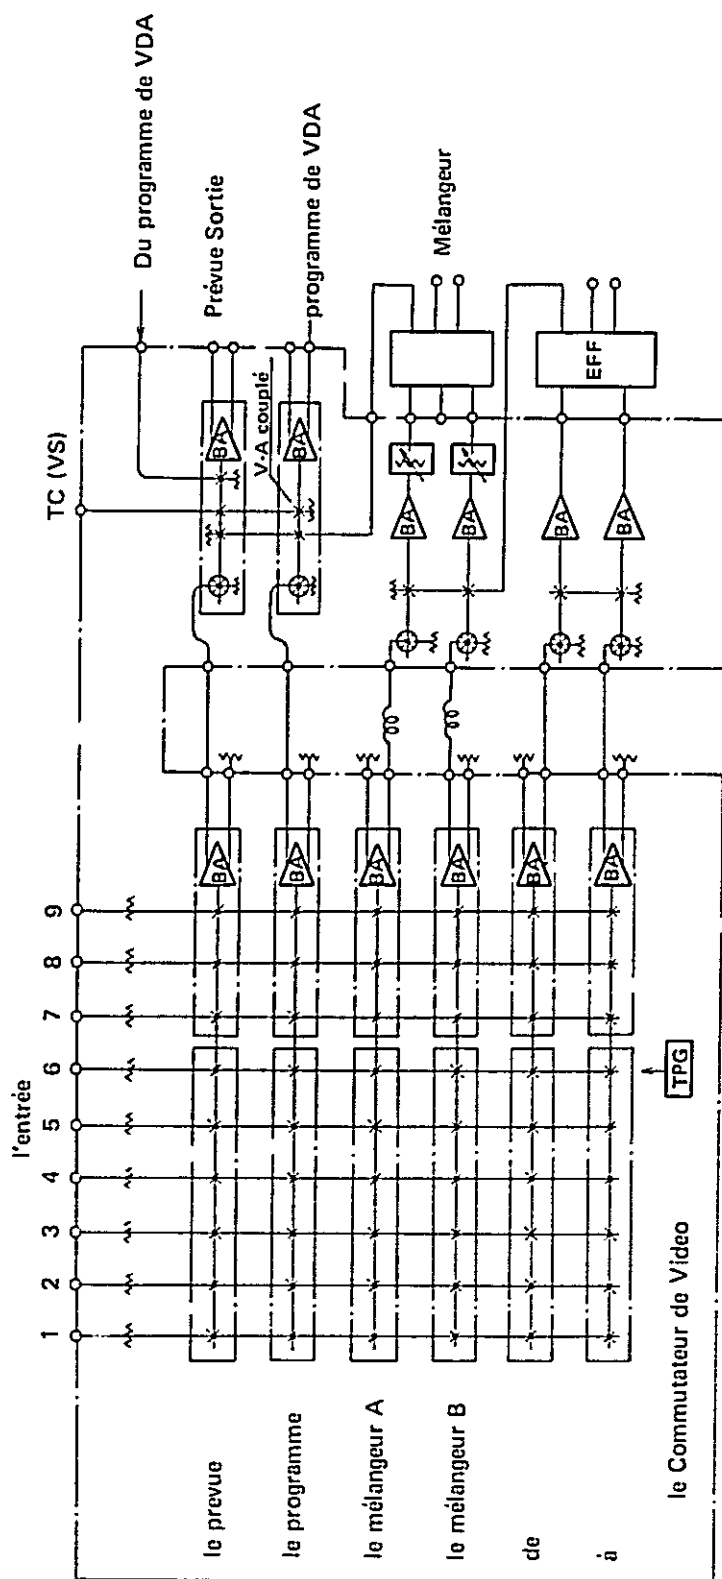 l'entrée
1 2 3 4 5 6 7 8 9
TC (VS)
Du programme de VDA
Prévue Sortie
programme de VDA
V-A couplé
Mélangeur
le prevue
BA
BA
le programme
BA
BA
le mélangeur A
BA
BA
le mélangeur B
BA
BA
de
BA
BA
EFF
à
BA
BA
TPG
le Commutateur de Video